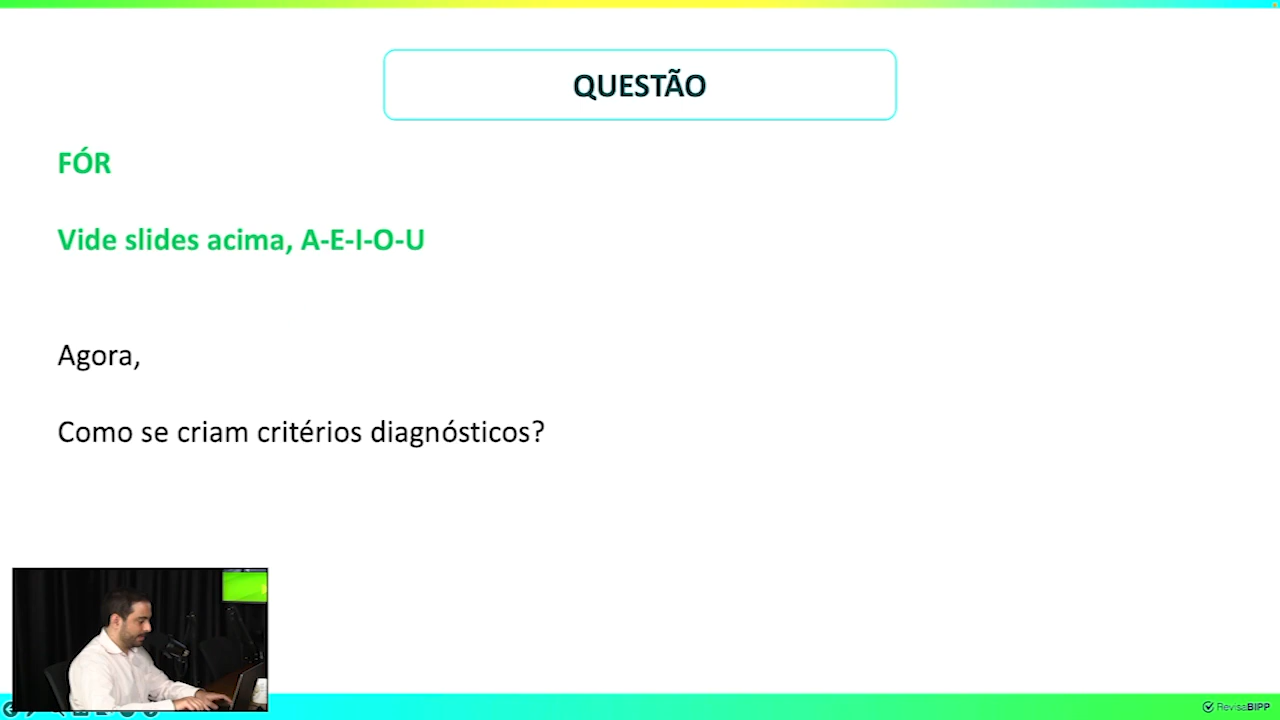 QUESTÃO
FÓR
Vide slides acima, A-E-I-O-U
Agora,
Como se criam critérios diagnósticos?
RevisaBIPP